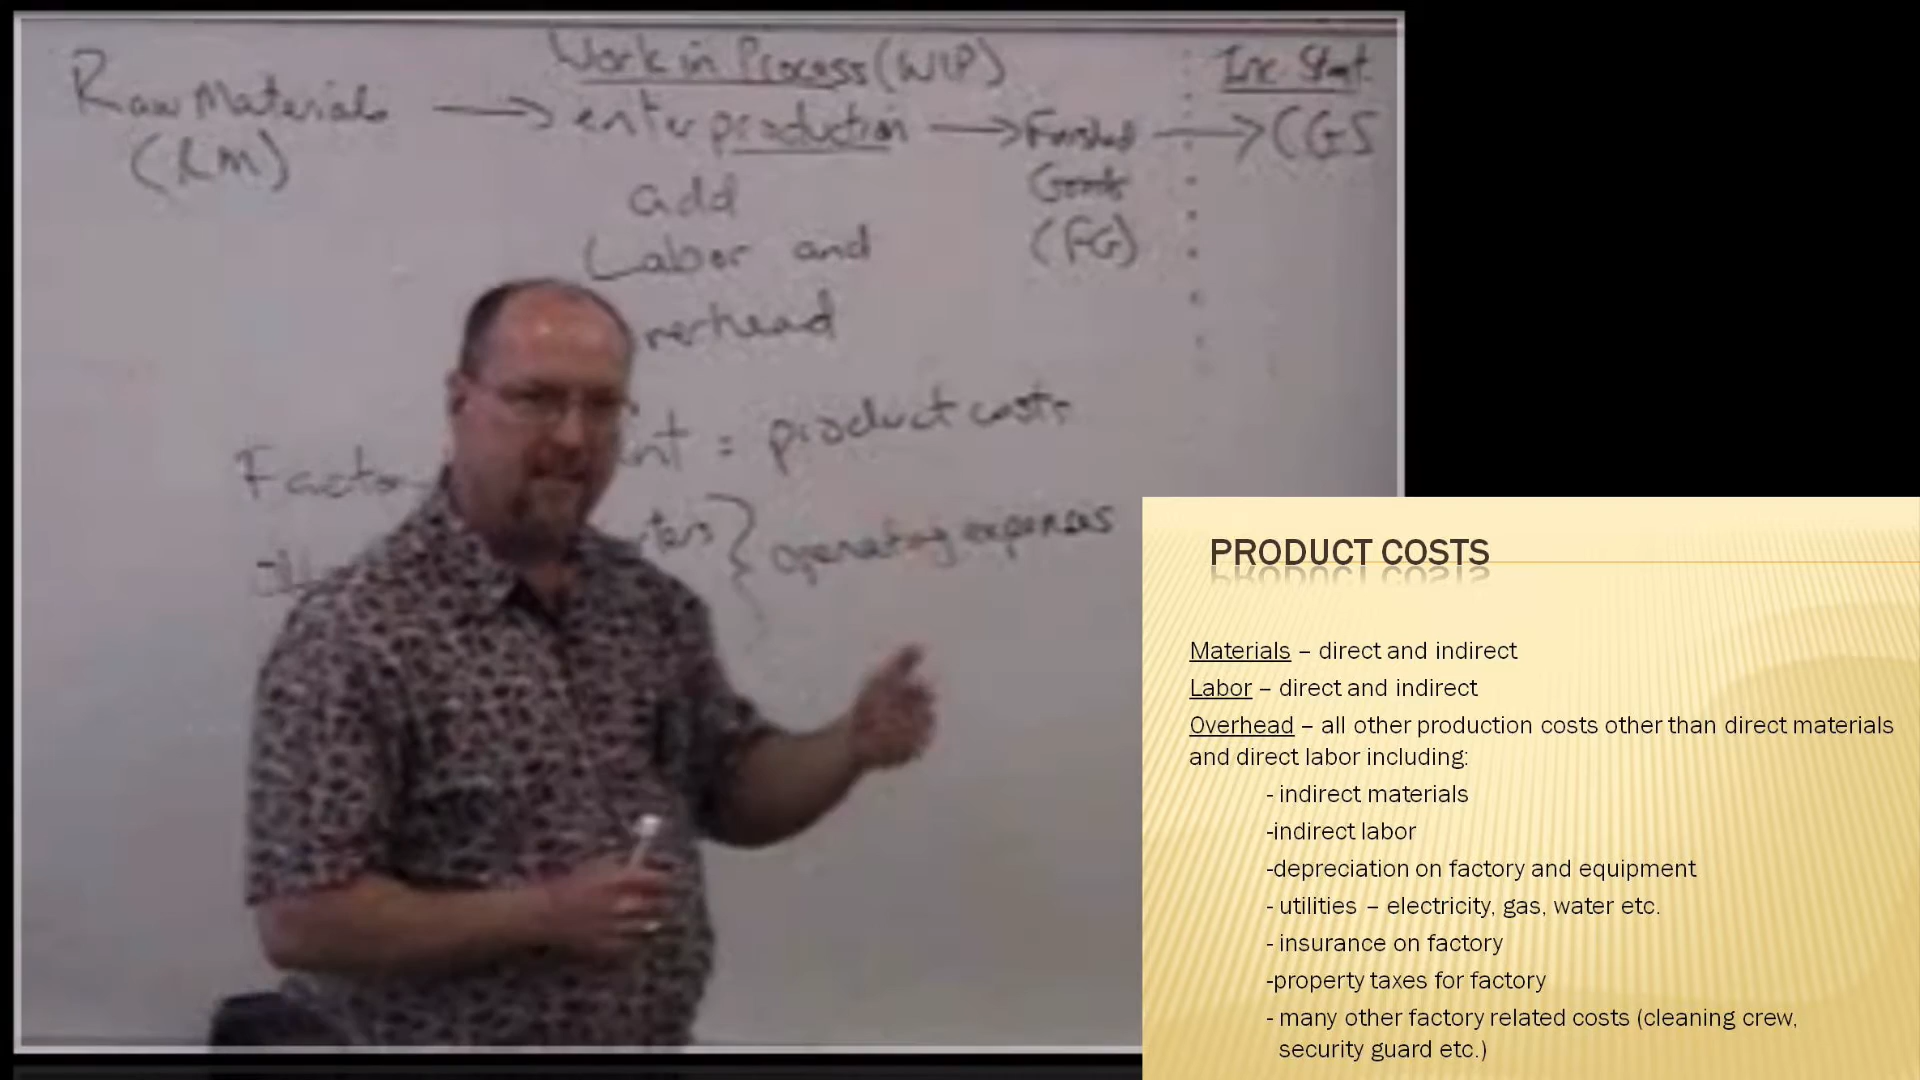 Work in Process (WIP)
Inc Stmt.
Raw Materials → enter production → Finished → CGS
(RM)
add
Goods
Labor and
(FG)
verhead
Facto nt = product costs
} operating expenses
PRODUCT COSTS
Materials – direct and indirect
Labor – direct and indirect
Overhead – all other production costs other than direct materials
and direct labor including:
- indirect materials
-indirect labor
-depreciation on factory and equipment
- utilities – electricity, gas, water etc.
- insurance on factory
-property taxes for factory
- many other factory related costs (cleaning crew,
security guard etc.)